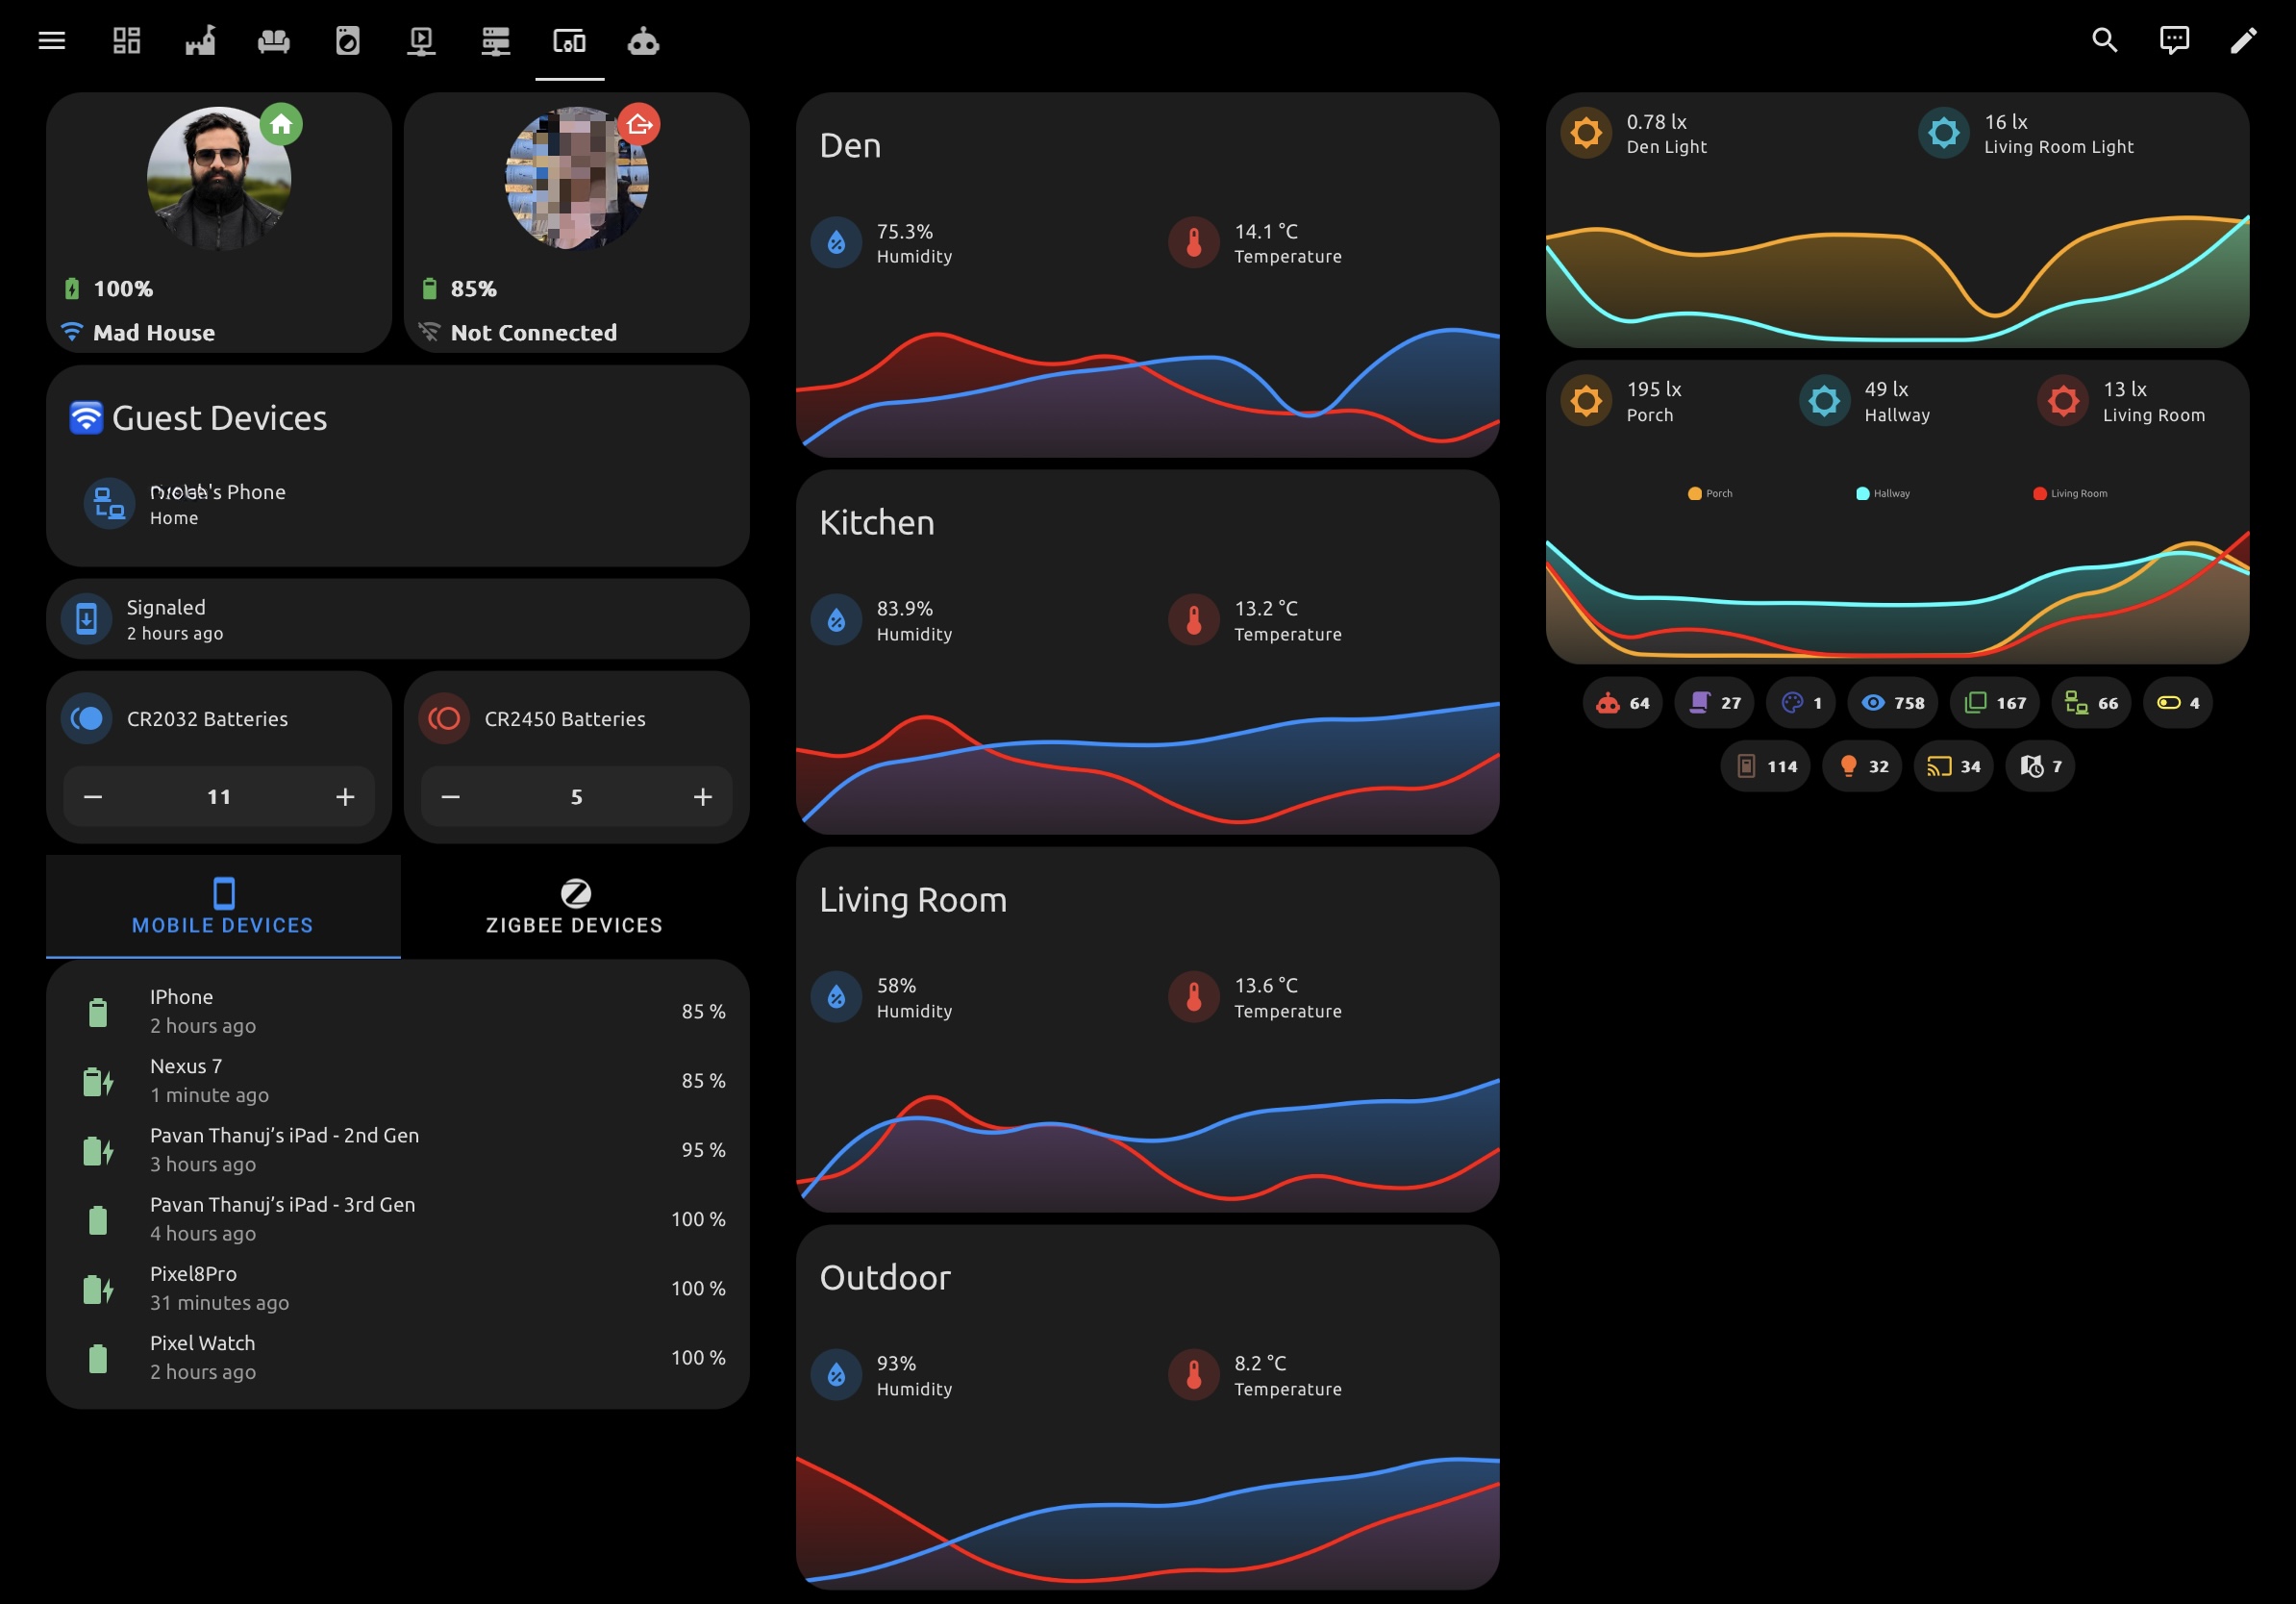 100%
Mad House
85%
Not Connected
Guest Devices
's Phone
Home
Signaled
2 hours ago
CR2032 Batteries
11
CR2450 Batteries
5
MOBILE DEVICES
ZIGBEE DEVICES
IPhone
2 hours ago
85 %
Nexus 7
1 minute ago
85 %
Pavan Thanuj’s iPad - 2nd Gen
3 hours ago
95 %
Pavan Thanuj’s iPad - 3rd Gen
4 hours ago
100 %
Pixel8Pro
31 minutes ago
100 %
Pixel Watch
2 hours ago
100 %
Den
75.3%
Humidity
14.1 °C
Temperature
Kitchen
83.9%
Humidity
13.2 °C
Temperature
Living Room
58%
Humidity
13.6 °C
Temperature
Outdoor
93%
Humidity
8.2 °C
Temperature
0.78 lx
Den Light
16 lx
Living Room Light
195 lx
Porch
49 lx
Hallway
13 lx
Living Room
Porch
Hallway
Living Room
64
27
1
758
167
66
4
114
32
34
7